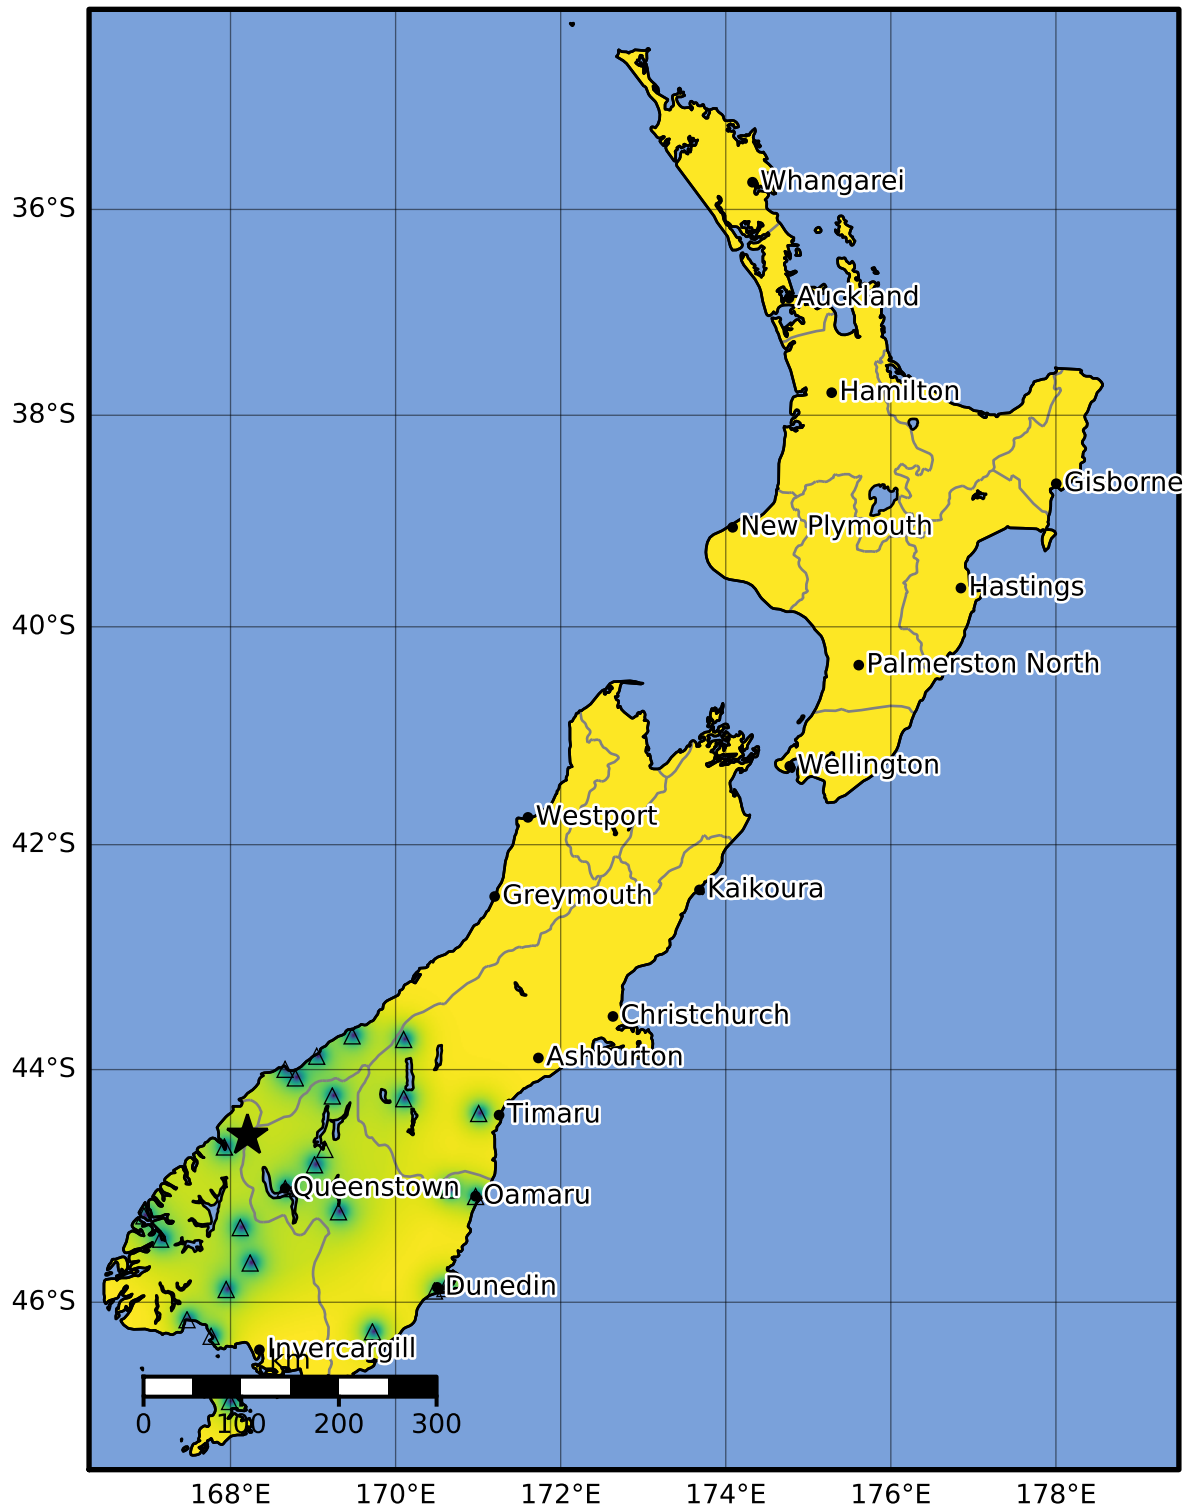 Whangarei
36°S
Auckland
Hamilton
38°S
Gisborne
New Plymouth
Hastings
40°S
Palmerston North
Wellington
Westport
42°S
Kaikoura
Greymouth
Christchurch
Ashburton
44°S
Timaru
Queenstown
Oamaru
Dunedin
46°S
Invercargill
km
0 100 200 300
168°E 170°E 172°E 174°E 176°E 178°E